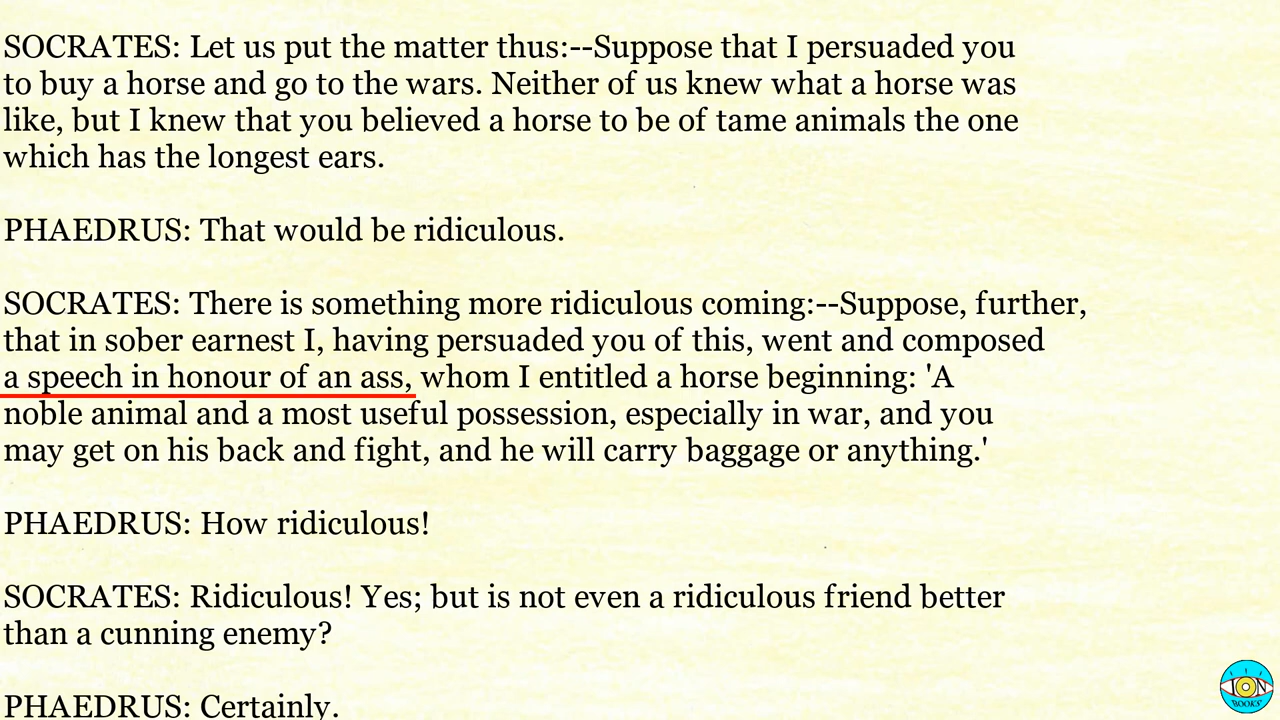 SOCRATES: Let us put the matter thus:--Suppose that I persuaded you
to buy a horse and go to the wars. Neither of us knew what a horse was
like, but I knew that you believed a horse to be of tame animals the one
which has the longest ears.
PHAEDRUS: That would be ridiculous.
SOCRATES: There is something more ridiculous coming:--Suppose, further,
that in sober earnest I, having persuaded you of this, went and composed
a speech in honour of an ass, whom I entitled a horse beginning: 'A
noble animal and a most useful possession, especially in war, and you
may get on his back and fight, and he will carry baggage or anything.'
PHAEDRUS: How ridiculous!
SOCRATES: Ridiculous! Yes; but is not even a ridiculous friend better
than a cunning enemy?
PHAEDRUS: Certainly.
ION
BOOKS